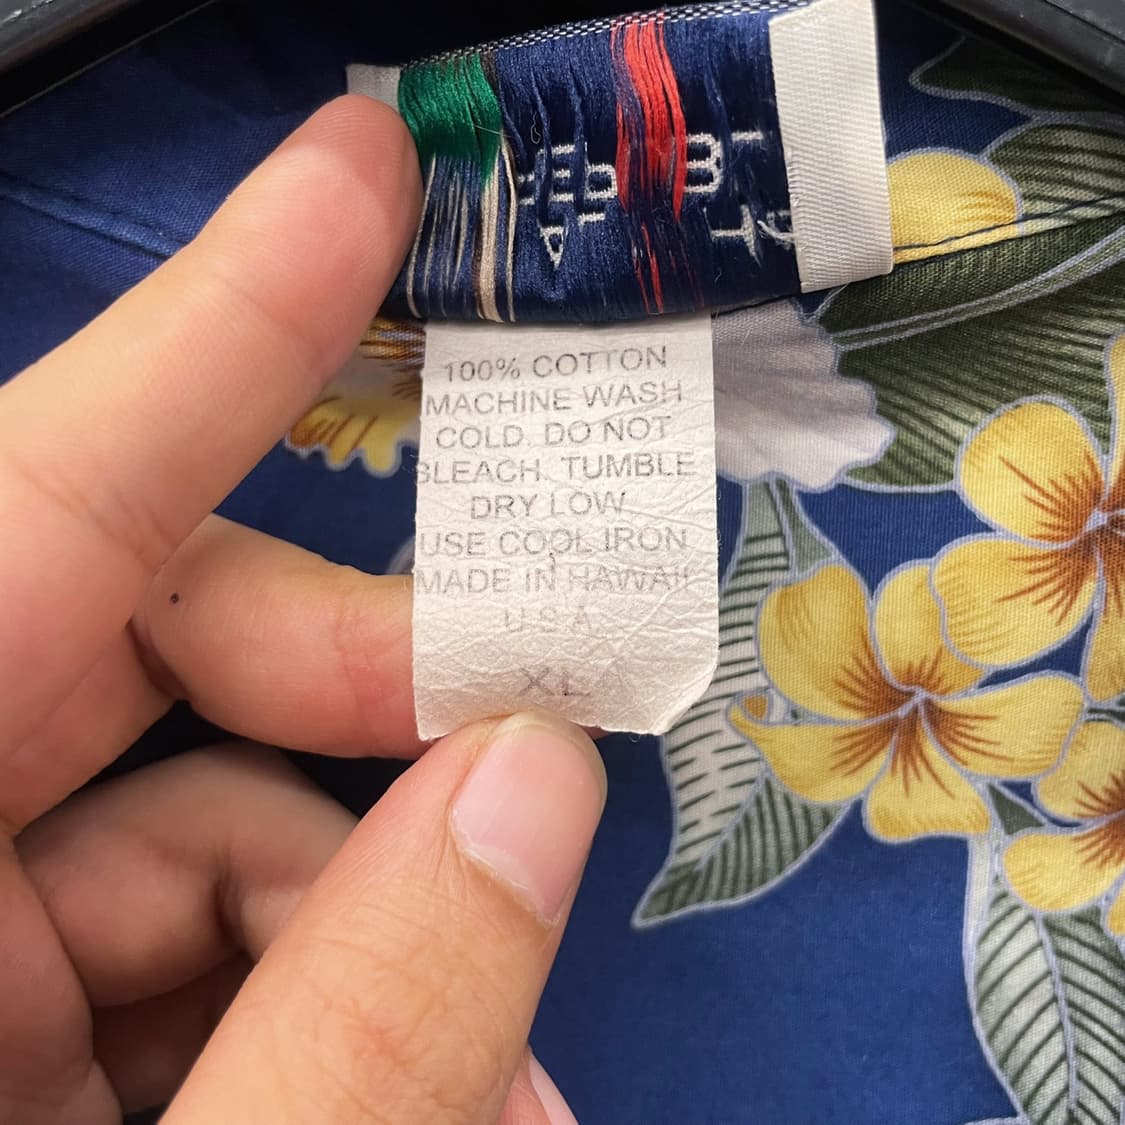 100% COTTON
MACHINE WASH
COLD. DO NOT
BLEACH. TUMBLE
DRY LOW
USE COOL IRON
MADE IN HAWAII
U S A
XL